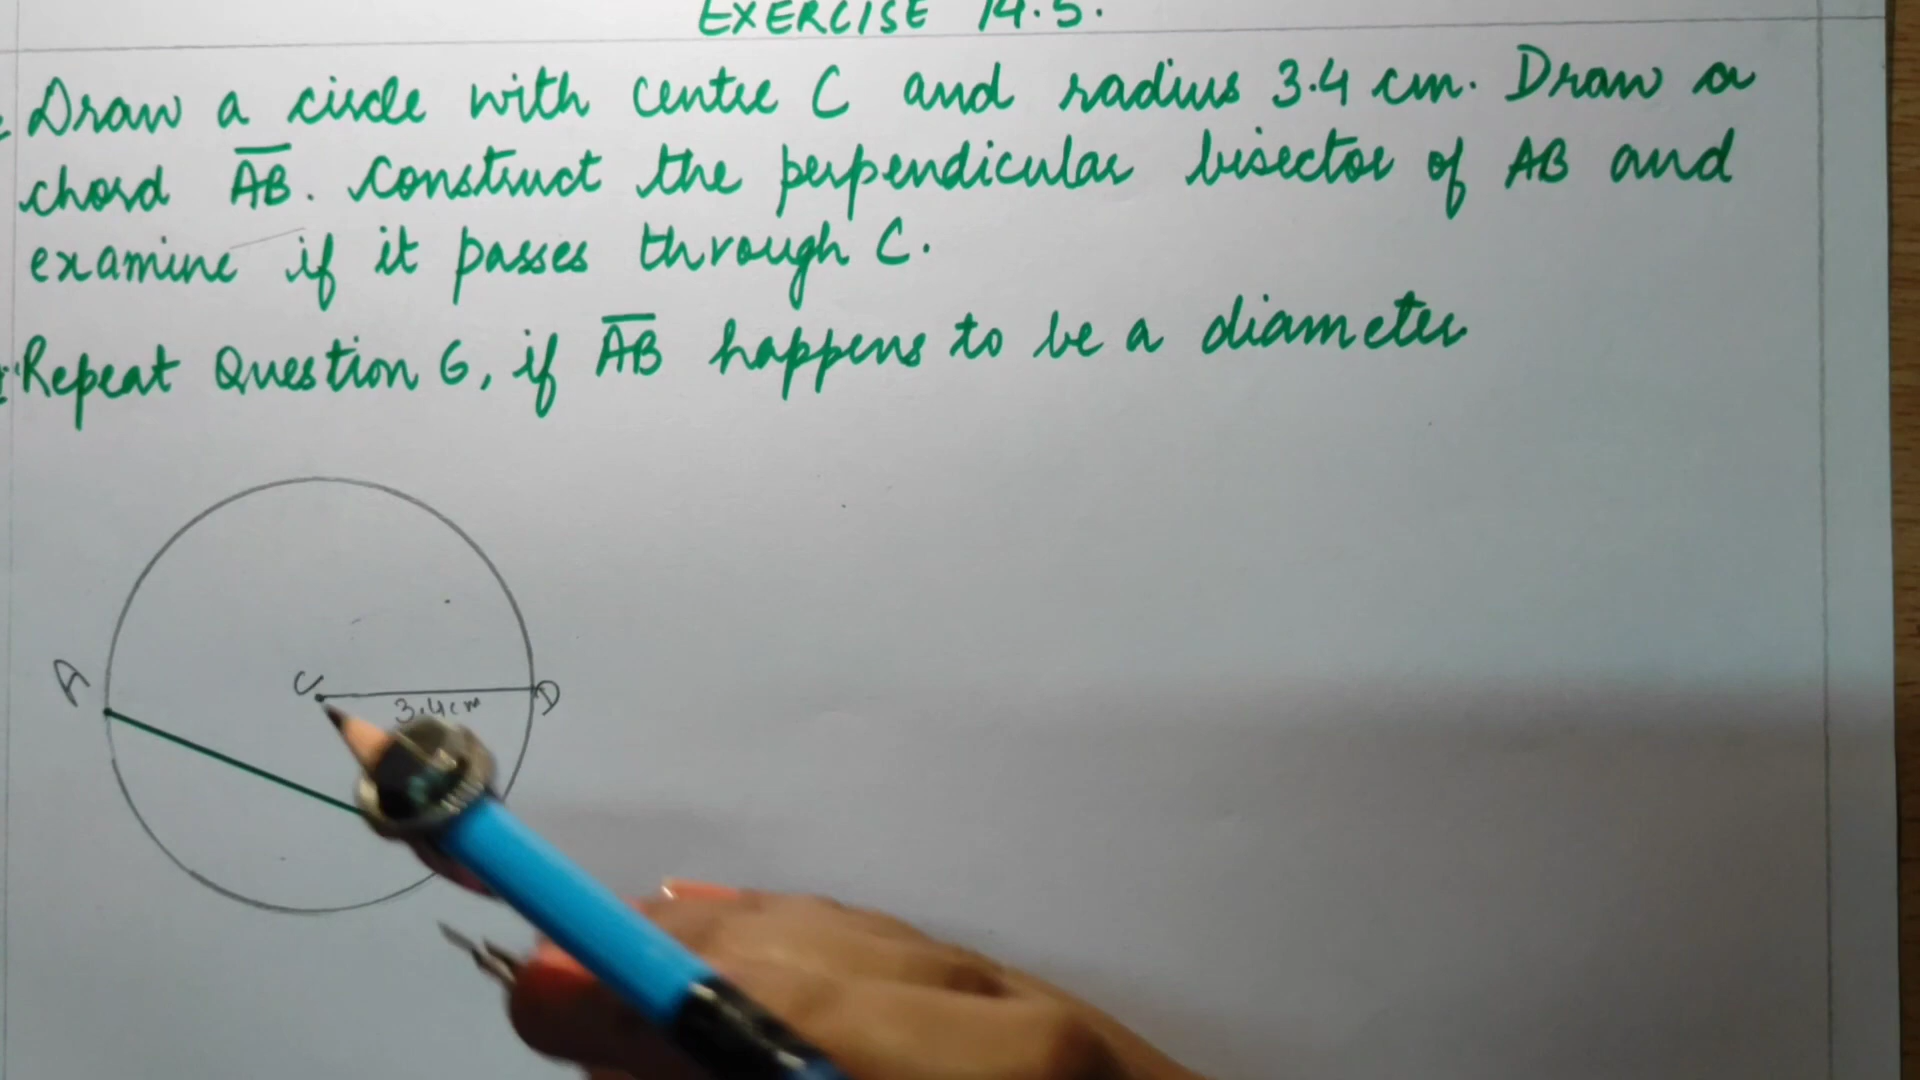 EXERCISE 14.5.
Draw a circle with centre C and radius 3.4 cm. Draw a
chord AB. Construct the perpendicular bisector of AB and
examine if it passes through C.
Repeat Question 6, if AB happens to be a diameter
A
C
3.4cm
D